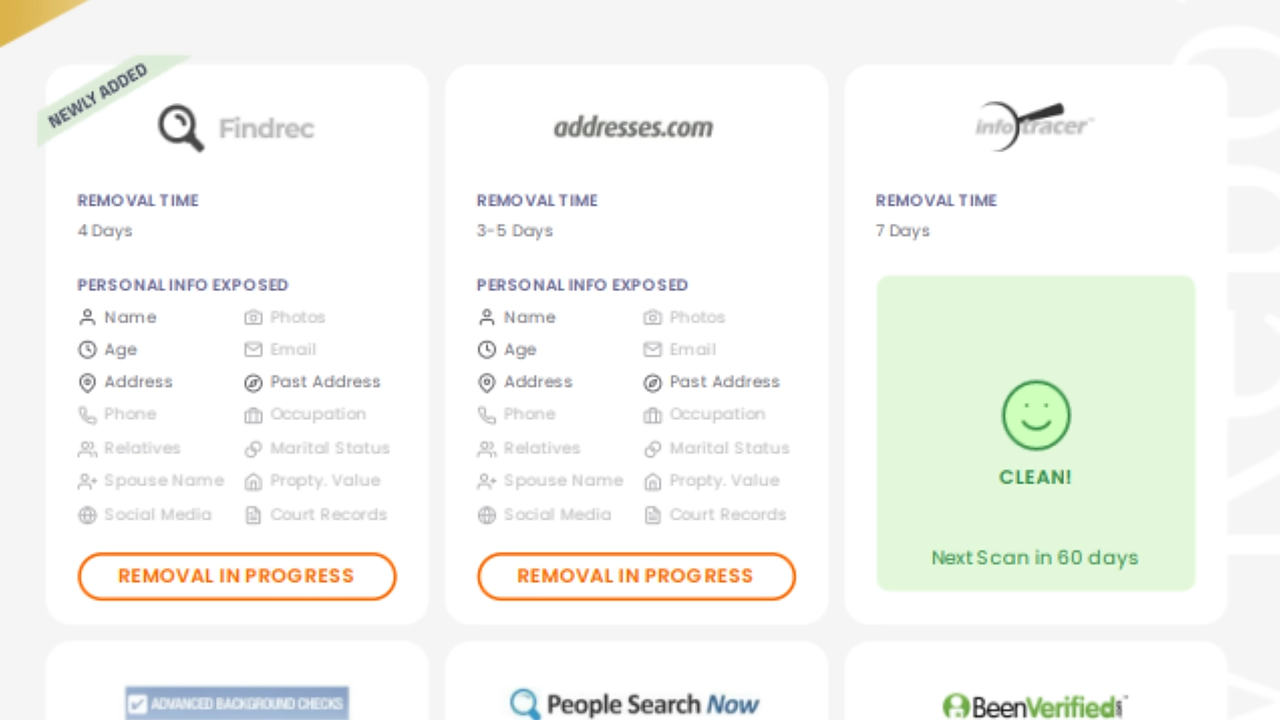 NEWLY ADDED
Findrec
REMOVAL TIME
4 Days
PERSONAL INFO EXPOSED
Name Photos
Age Email
Address Past Address
Phone Occupation
Relatives Marital Status
Spouse Name Propty. Value
Social Media Court Records
REMOVAL IN PROGRESS
addresses.com
REMOVAL TIME
3-5 Days
PERSONAL INFO EXPOSED
Name Photos
Age Email
Address Past Address
Phone Occupation
Relatives Marital Status
Spouse Name Propty. Value
Social Media Court Records
REMOVAL IN PROGRESS
infotracer™
REMOVAL TIME
7 Days
CLEAN!
Next Scan in 60 days
ADVANCED BACKGROUND CHECKS
People Search Now
BeenVerified